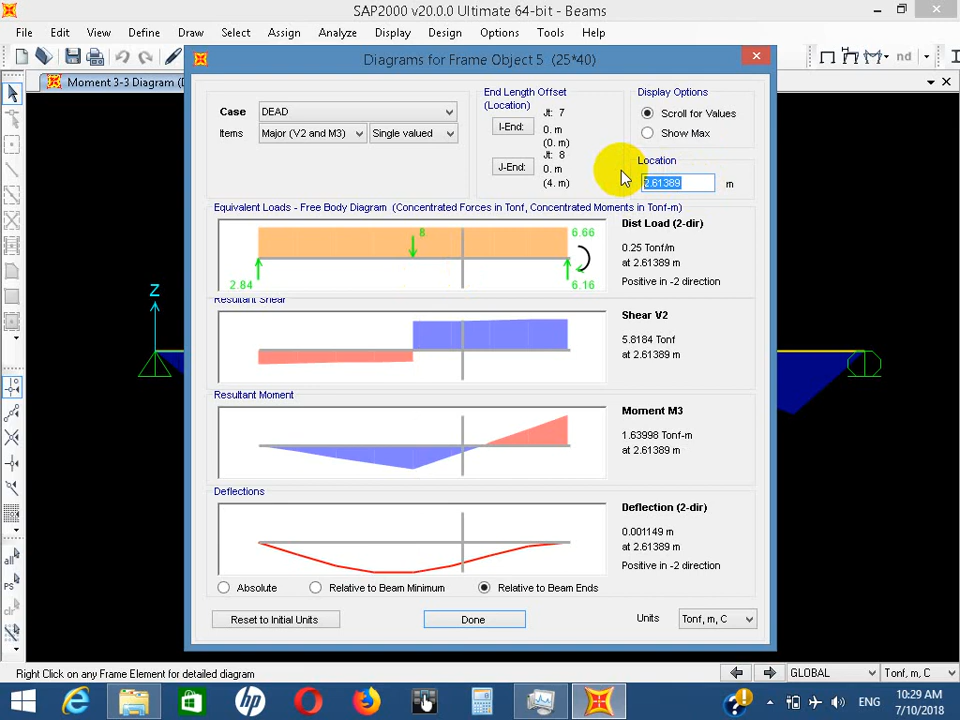 SAP2000 v20.0.0 Ultimate 64-bit - Beams
File Edit View Define Draw Select Assign Analyze Display Design Options Tools Help
nd
Moment 3-3 Diagram (D
Diagrams for Frame Object 5 (25*40)
Case DEAD
Items Major (V2 and M3) Single valued
End Length Offset
(Location)
I-End: Jt: 7
0. m
(0. m)
J-End: Jt: 8
0. m
(4. m)
Display Options
Scroll for Values
Show Max
Location
2.61389 m
Equivalent Loads - Free Body Diagram (Concentrated Forces in Tonf, Concentrated Moments in Tonf-m)
8
6.66
2.84
6.16
Dist Load (2-dir)
0.25 Tonf/m
at 2.61389 m
Positive in -2 direction
Resultant Shear
Shear V2
5.8184 Tonf
at 2.61389 m
Resultant Moment
Moment M3
1.63998 Tonf-m
at 2.61389 m
Deflections
Deflection (2-dir)
0.001149 m
at 2.61389 m
Positive in -2 direction
Absolute Relative to Beam Minimum Relative to Beam Ends
Reset to Initial Units Done Units Tonf, m, C
Z
all
PS
clr
Right Click on any Frame Element for detailed diagram GLOBAL Tonf, m, C
hp
ENG
10:29 AM
7/10/2018